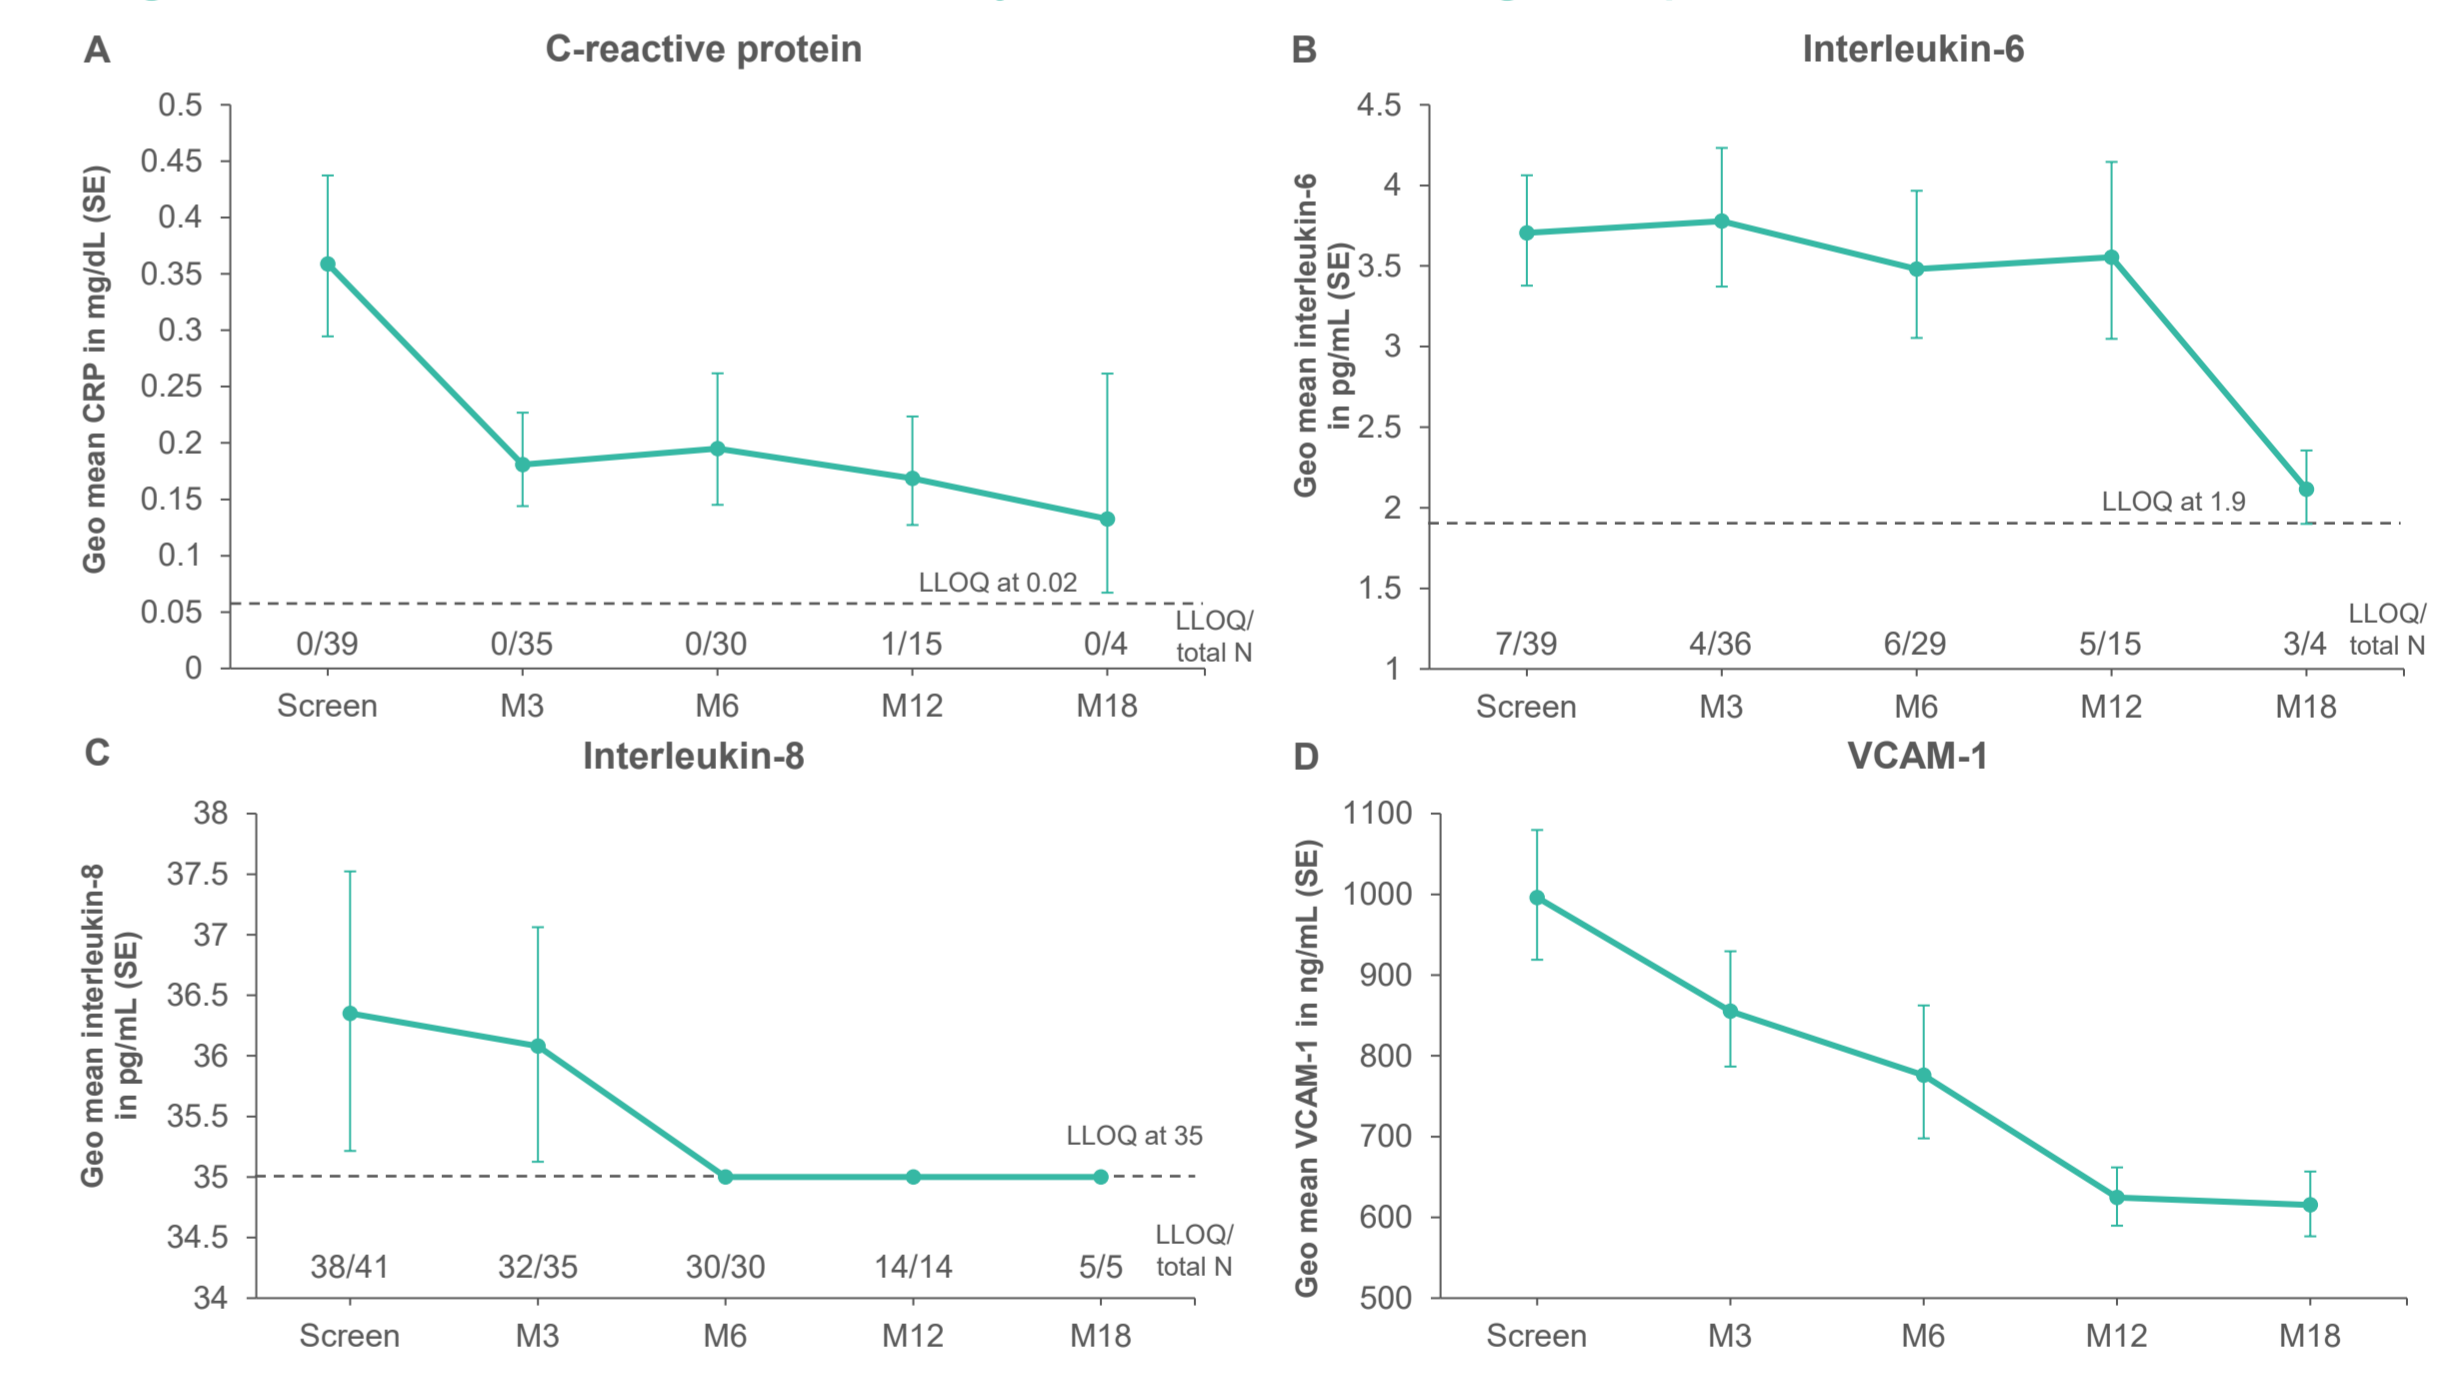 A
C-reactive protein
Geo mean CRP in mg/dL (SE)
0.5
0.45
0.4
0.35
0.3
0.25
0.2
0.15
0.1
0.05
0
LLOQ at 0.02
0/39 0/35 0/30 1/15 0/4
LLOQ/
total N
Screen M3 M6 M12 M18
B
Interleukin-6
Geo mean interleukin-6
in pg/mL (SE)
4.5
4
3.5
3
2.5
2
1.5
1
LLOQ at 1.9
7/39 4/36 6/29 5/15 3/4
LLOQ/
total N
Screen M3 M6 M12 M18
C
Interleukin-8
Geo mean interleukin-8
in pg/mL (SE)
38
37.5
37
36.5
36
35.5
35
34.5
34
LLOQ at 35
38/41 32/35 30/30 14/14 5/5
LLOQ/
total N
Screen M3 M6 M12 M18
D
VCAM-1
Geo mean VCAM-1 in ng/mL (SE)
1100
1000
900
800
700
600
500
Screen M3 M6 M12 M18